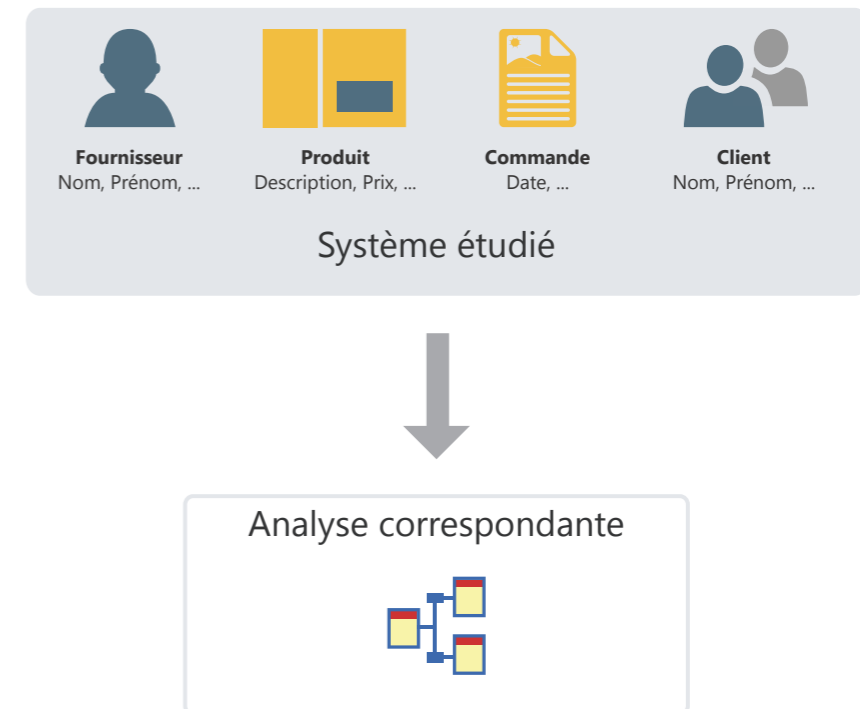 Fournisseur
Nom, Prénom, ...
Produit
Description, Prix, ...
Commande
Date, ...
Client
Nom, Prénom, ...
Système étudié
Analyse correspondante